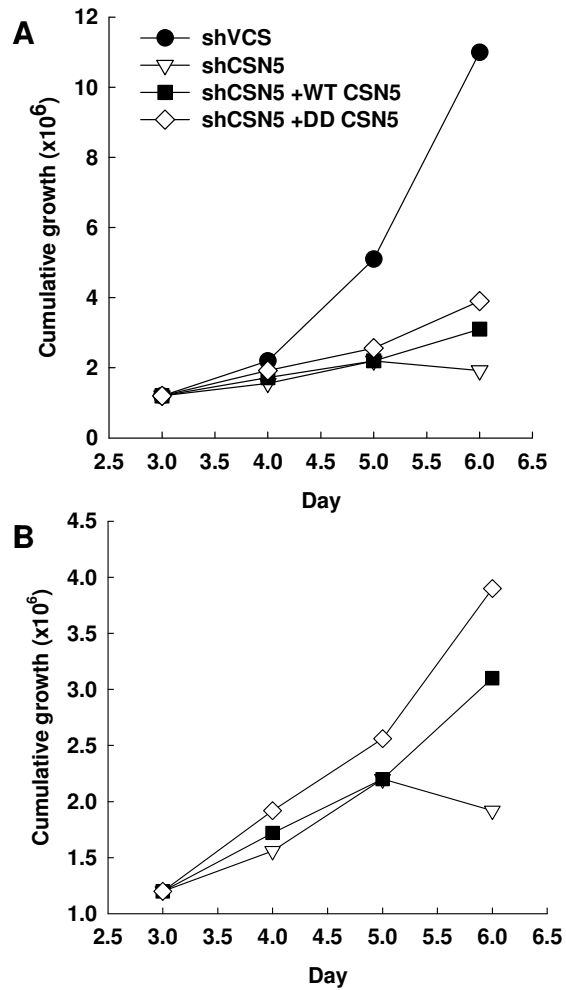 A
12
10
8
6
4
2
0
Cumulative growth (x10⁶)
shVCS
shCSN5
shCSN5 +WT CSN5
shCSN5 +DD CSN5
2.5 3.0 3.5 4.0 4.5 5.0 5.5 6.0 6.5
Day
B
4.5
4.0
3.5
3.0
2.5
2.0
1.5
1.0
Cumulative growth (x10⁶)
2.5 3.0 3.5 4.0 4.5 5.0 5.5 6.0 6.5
Day